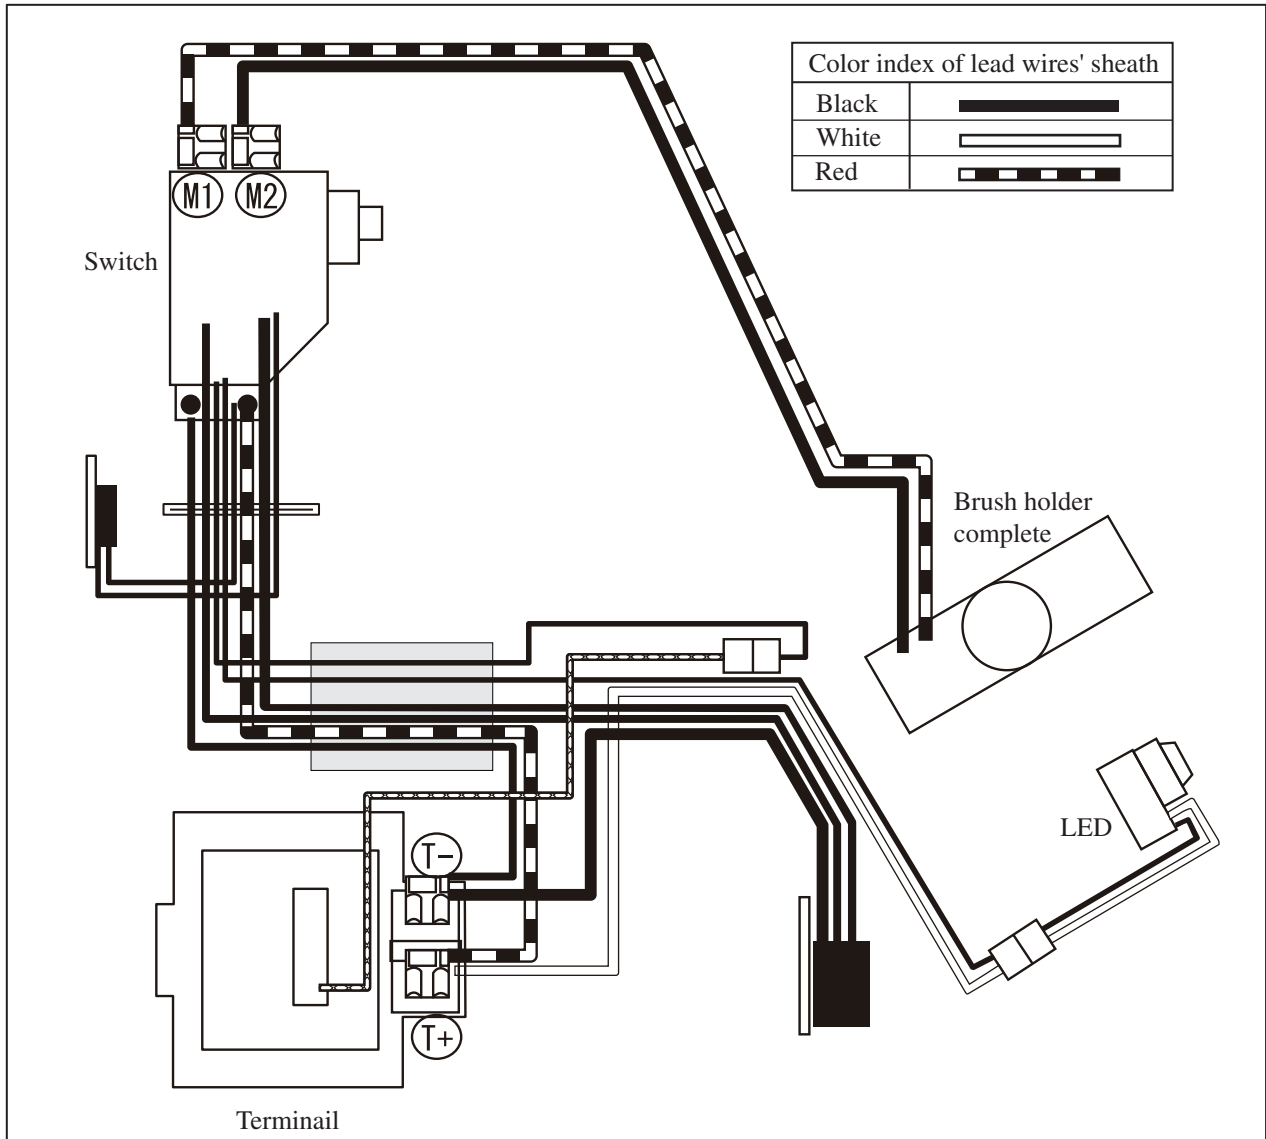 Color index of lead wires' sheath
Black
White
Red
M1 M2
Switch
Brush holder
complete
LED
T-
T+
Terminail